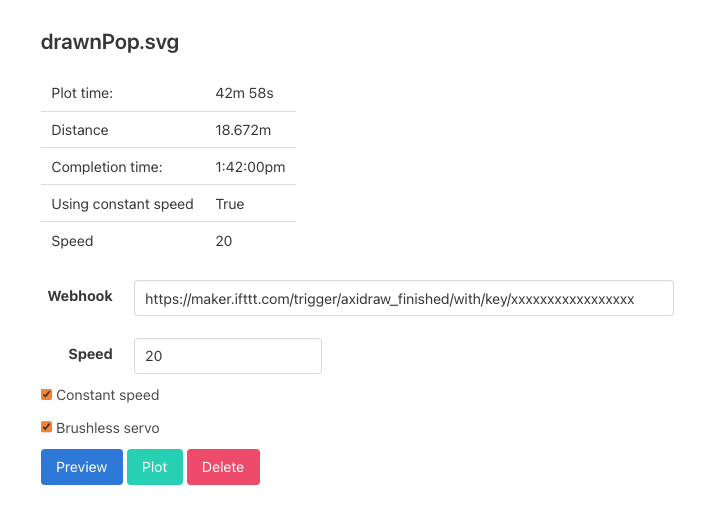 drawnPop.svg
Plot time: 42m 58s
Distance 18.672m
Completion time: 1:42:00pm
Using constant speed True
Speed 20
Webhook https://maker.ifttt.com/trigger/axidraw_finished/with/key/xxxxxxxxxxxxxxxxx
Speed 20
Constant speed
Brushless servo
Preview Plot Delete